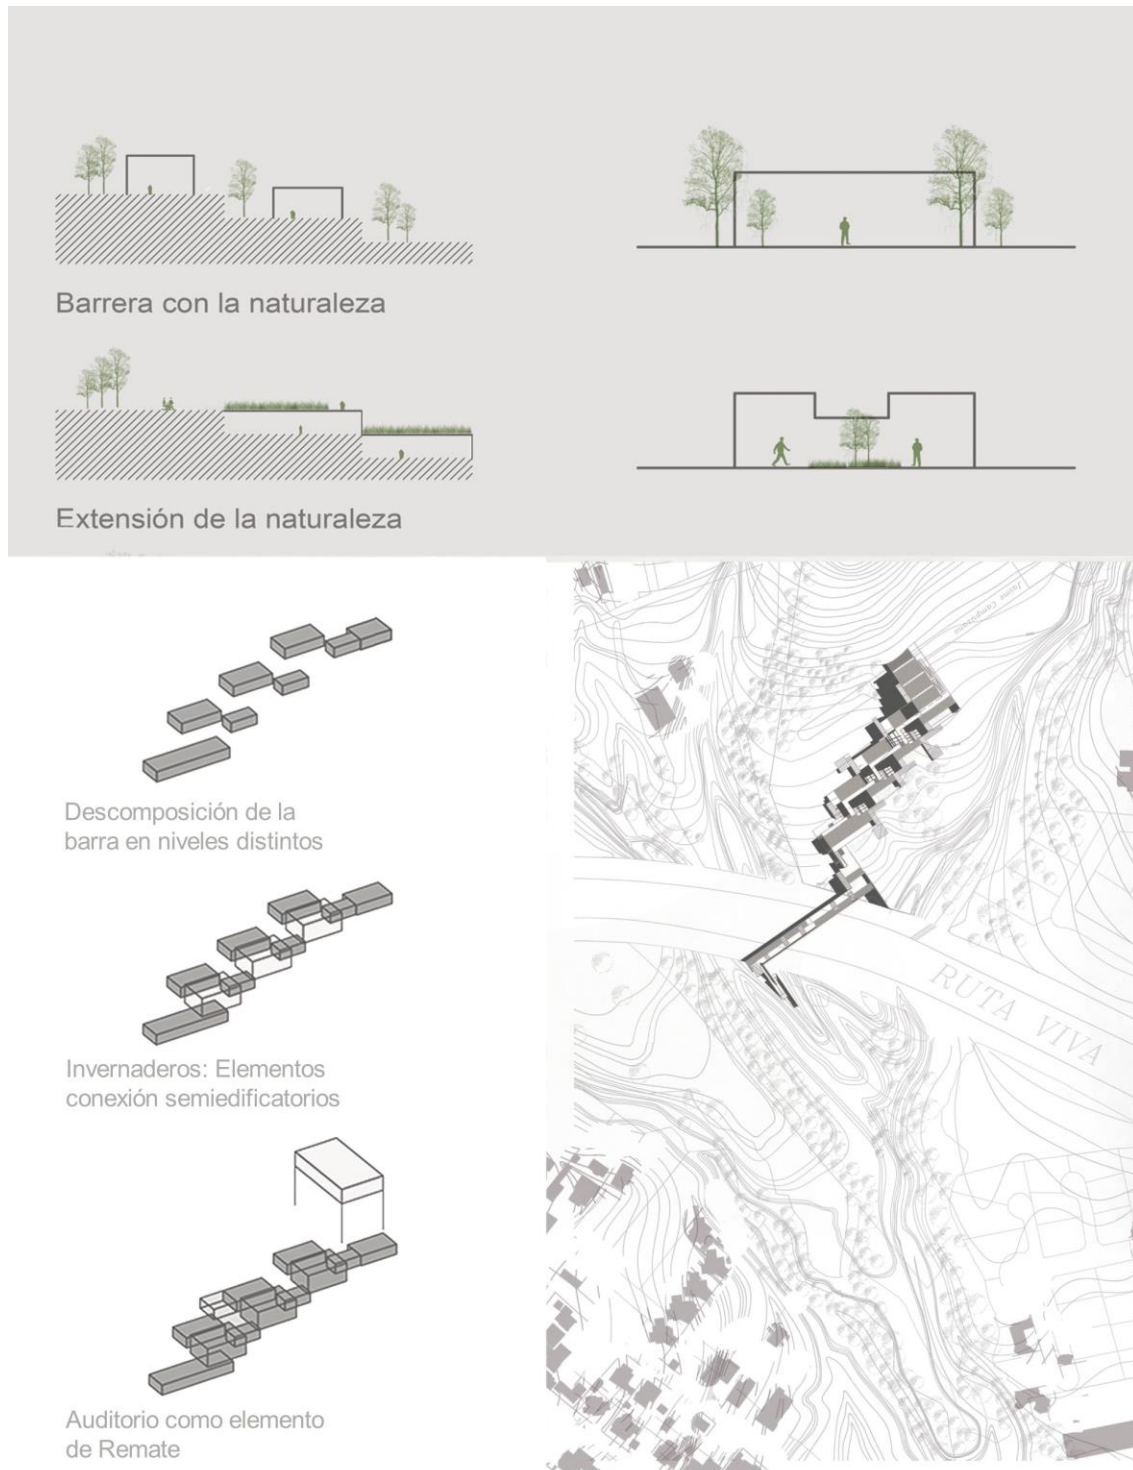 Barrera con la naturaleza
Extensión de la naturaleza
Descomposición de la
barra en niveles distintos
Invernaderos: Elementos
conexión semiedificatorios
Auditorio como elemento
de Remate
RUTA VIVA